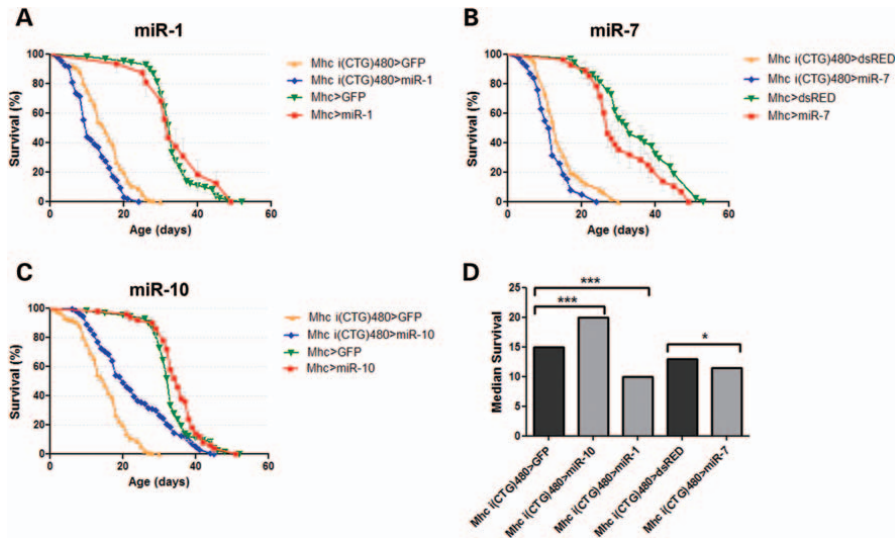 A
miR-1
Survival (%)
100
80
60
40
20
0
0 20 40 60
Age (days)
Mhc i(CTG)480>GFP
Mhc i(CTG)480>miR-1
Mhc>GFP
Mhc>miR-1
B
miR-7
Survival (%)
100
80
60
40
20
0
0 20 40 60
Age (days)
Mhc i(CTG)480>dsRED
Mhc i(CTG)480>miR-7
Mhc>dsRED
Mhc>miR-7
C
miR-10
Survival (%)
100
80
60
40
20
0
0 20 40 60
Age (days)
Mhc i(CTG)480>GFP
Mhc i(CTG)480>miR-10
Mhc>GFP
Mhc>miR-10
D
Median Survival
25
20
15
10
5
0
***
***
*
Mhc i(CTG)480>GFP
Mhc i(CTG)480>miR-10
Mhc i(CTG)480>miR-1
Mhc i(CTG)480>dsRED
Mhc i(CTG)480>miR-7